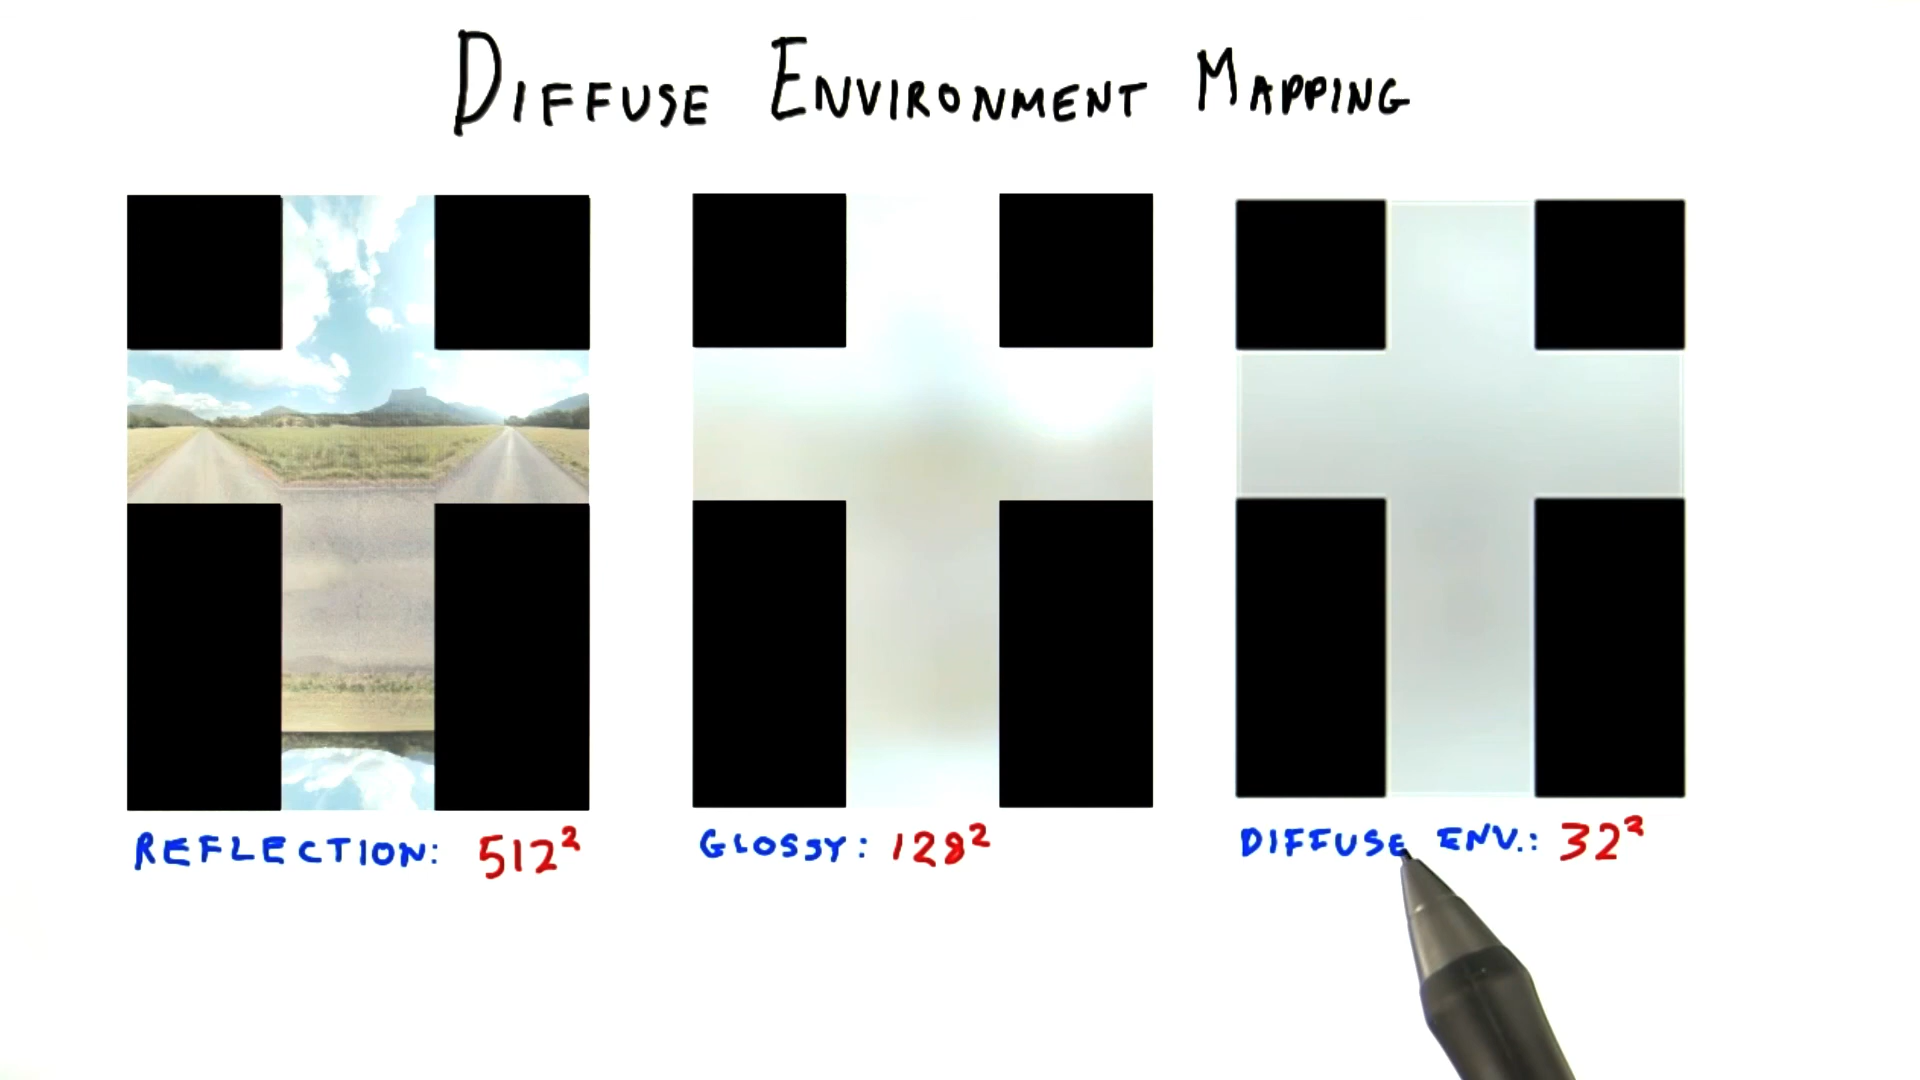 DIFFUSE ENVIRONMENT MAPPING
REFLECTION: 512²
GLOSSY: 128²
DIFFUSE ENV.: 32²